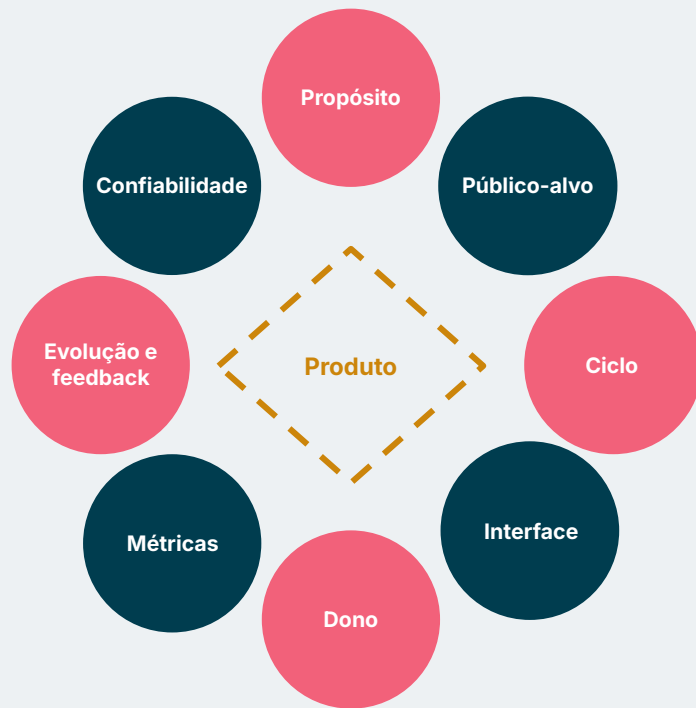 Propósito
Confiabilidade
Público-alvo
Evolução e
feedback
Produto
Ciclo
Métricas
Interface
Dono